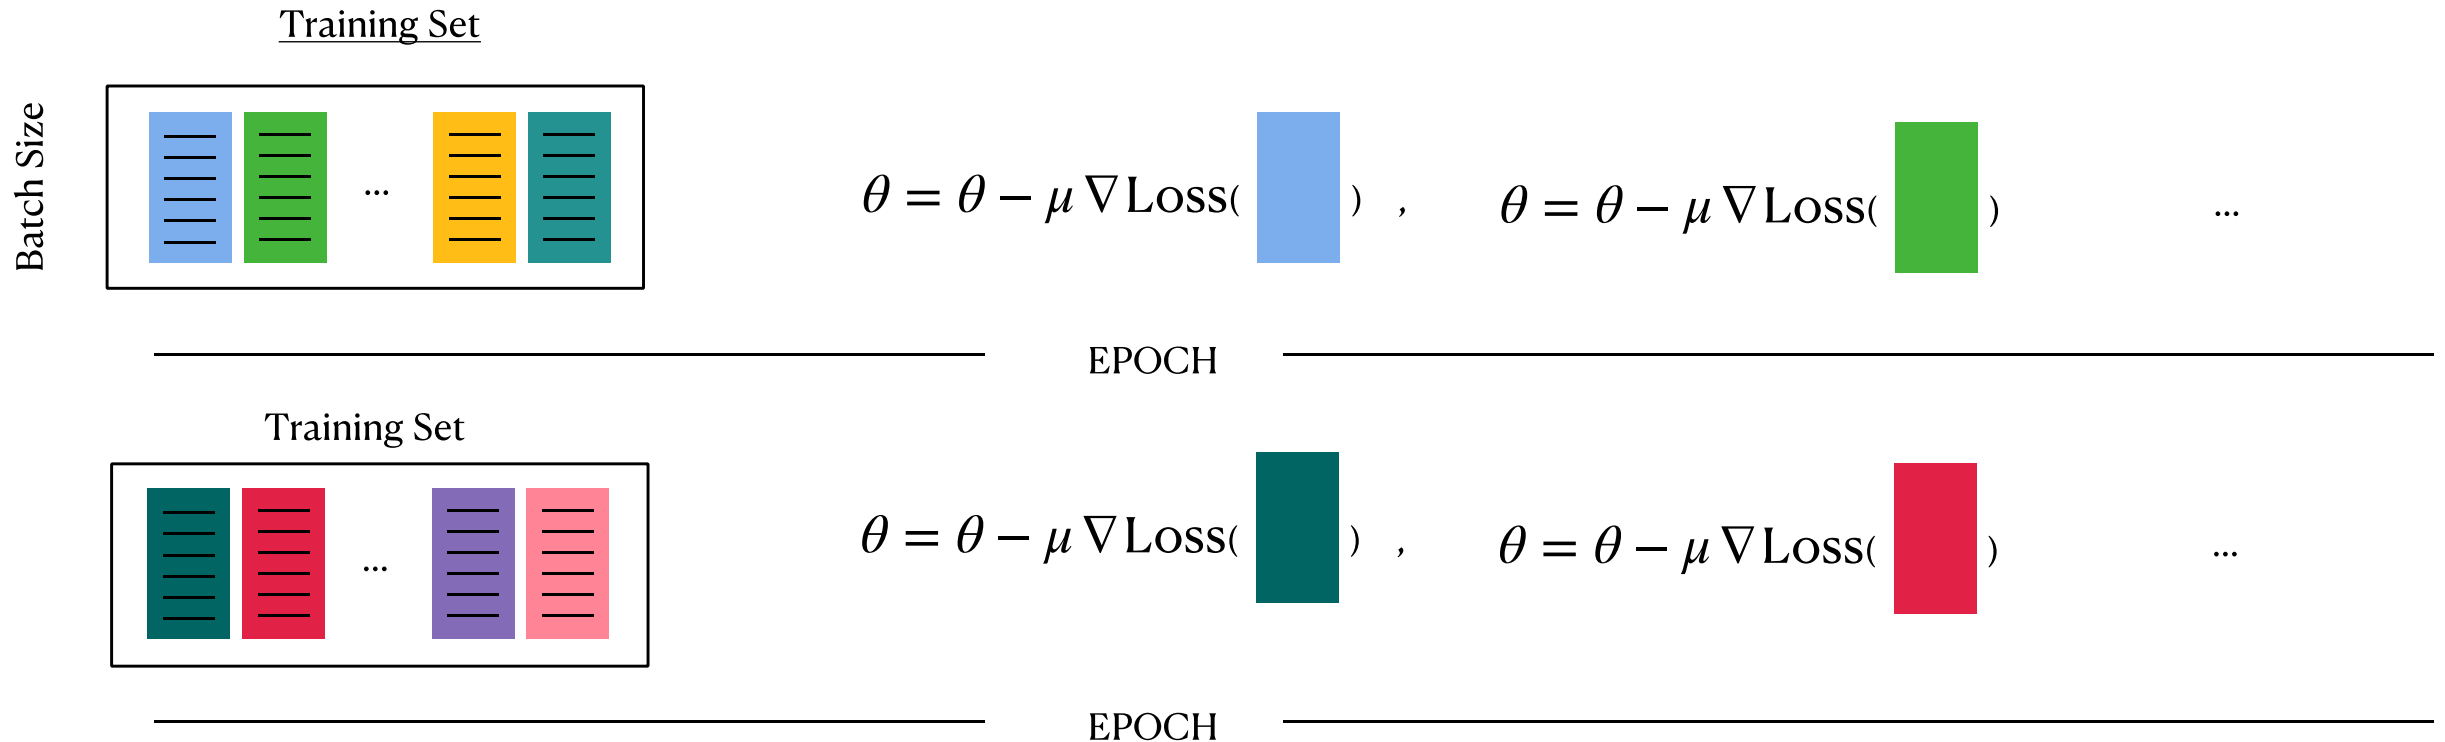 Training Set
Batch Size
...
θ = θ − μ ∇Loss( ) , θ = θ − μ ∇Loss( ) ...
EPOCH
Training Set
...
θ = θ − μ ∇Loss( ) , θ = θ − μ ∇Loss( ) ...
EPOCH